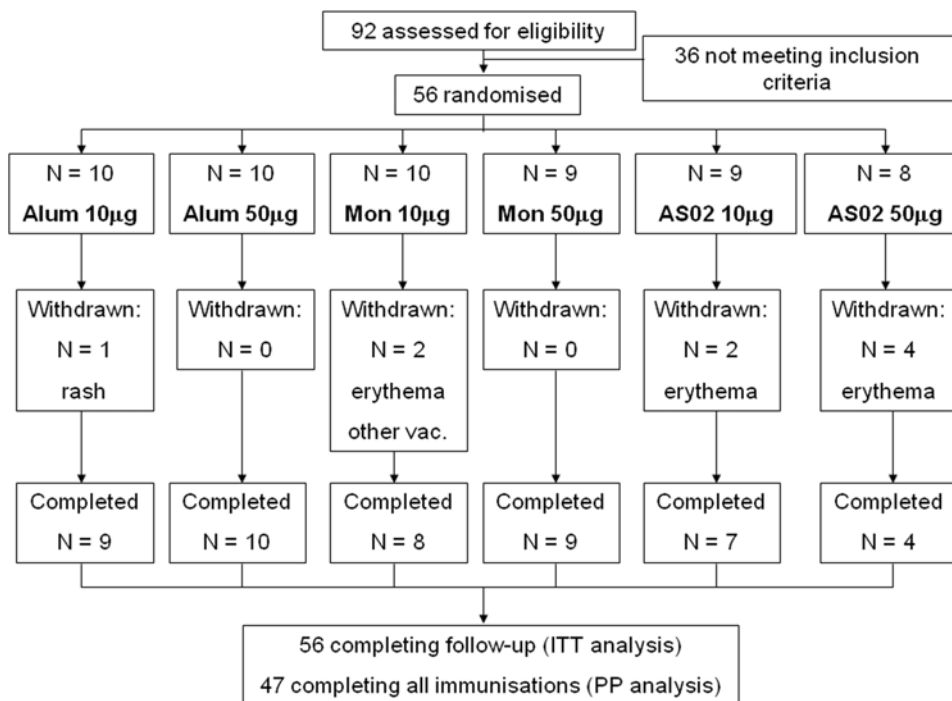 92 assessed for eligibility
36 not meeting inclusion
criteria
56 randomised
N = 10
Alum 10µg
N = 10
Alum 50µg
N = 10
Mon 10µg
N = 9
Mon 50µg
N = 9
AS02 10µg
N = 8
AS02 50µg
Withdrawn:
N = 1
rash
Withdrawn:
N = 0
Withdrawn:
N = 2
erythema
other vac.
Withdrawn:
N = 0
Withdrawn:
N = 2
erythema
Withdrawn:
N = 4
erythema
Completed
N = 9
Completed
N = 10
Completed
N = 8
Completed
N = 9
Completed
N = 7
Completed
N = 4
56 completing follow-up (ITT analysis)
47 completing all immunisations (PP analysis)